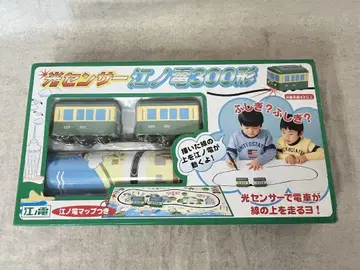 光センサー江ノ電300形
ふしぎ?ふしぎ?
描いた線の
上を江ノ電が
動くよ!
光センサーで電車が
線の上を走るヨ!
江電
江ノ電マップつき